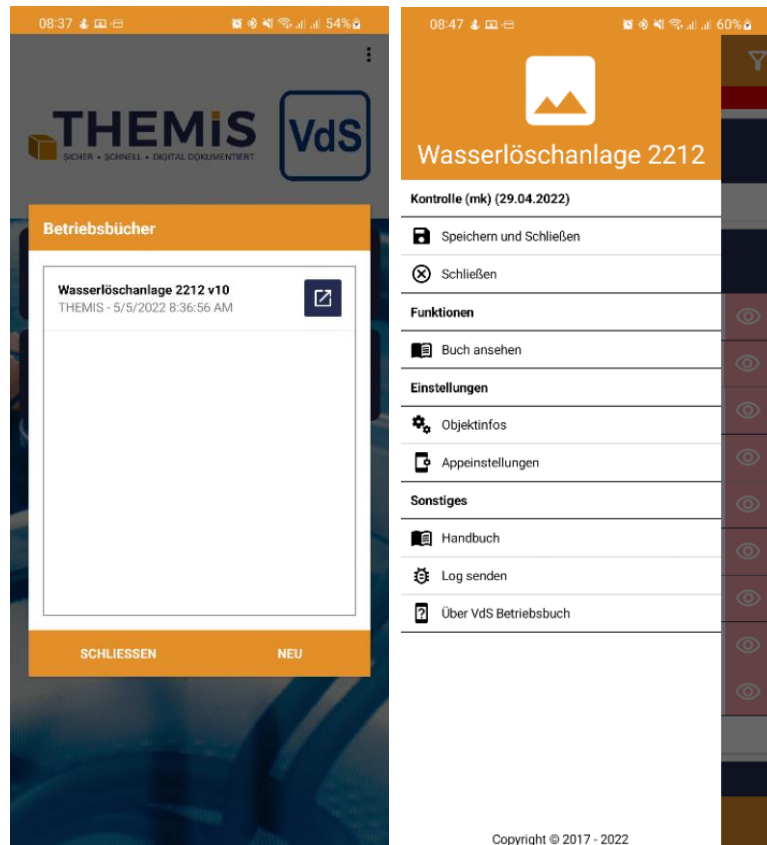 08:37
54%
THEMiS
SICHER • SCHNELL • DIGITAL DOKUMENTIERT
VdS
Betriebsbücher
Wasserlöschanlage 2212 v10
THEMIS - 5/5/2022 8:36:56 AM
SCHLIESSEN NEU
08:47
60%
Wasserlöschanlage 2212
Kontrolle (mk) (29.04.2022)
Speichern und Schließen
Schließen
Funktionen
Buch ansehen
Einstellungen
Objektinfos
Appeinstellungen
Sonstiges
Handbuch
Log senden
Über VdS Betriebsbuch
Copyright © 2017 - 2022